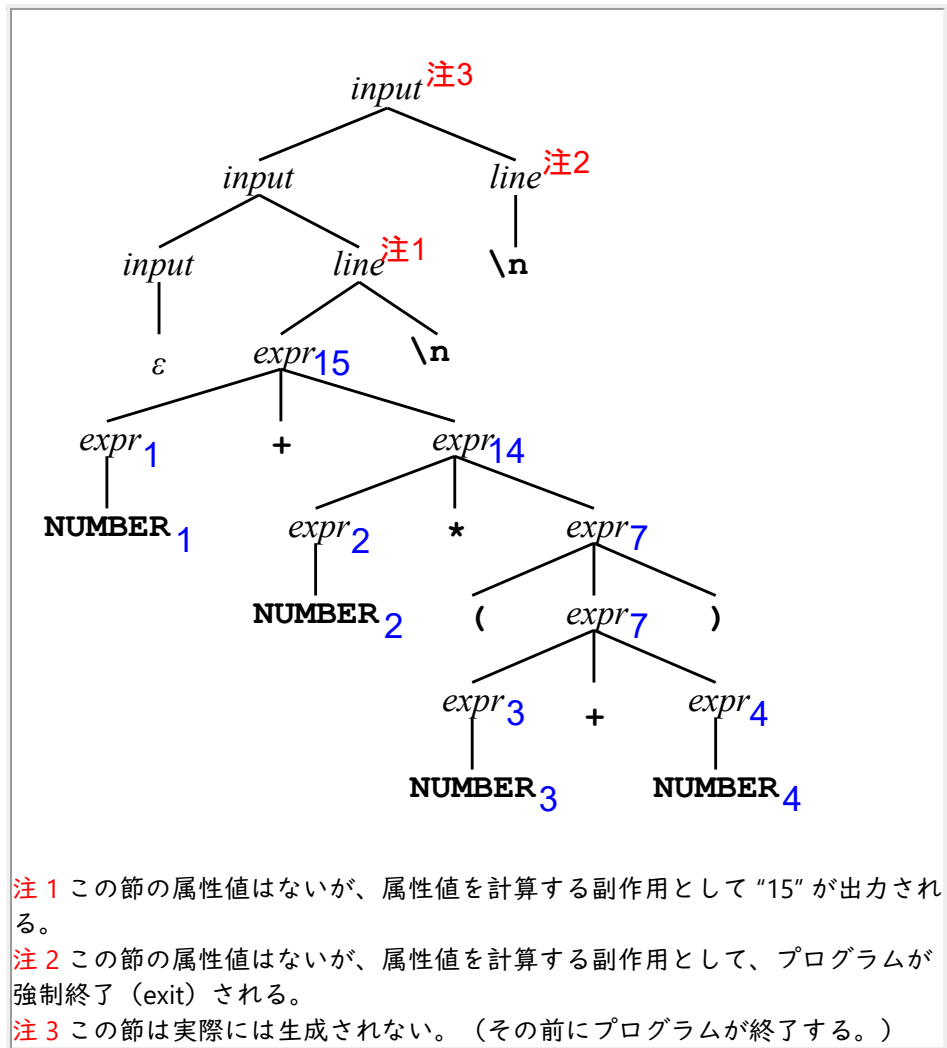 input注3
input line注2
input line注1 \n
ε expr15 \n
expr1 + expr14
NUMBER1 expr2 * expr7
NUMBER2 ( expr7 )
expr3 + expr4
NUMBER3 NUMBER4
注 1 この節の属性値はないが、属性値を計算する副作用として “15” が出力され
る。
注 2 この節の属性値はないが、属性値を計算する副作用として、プログラムが
強制終了（exit）される。
注 3 この節は実際には生成されない。（その前にプログラムが終了する。）